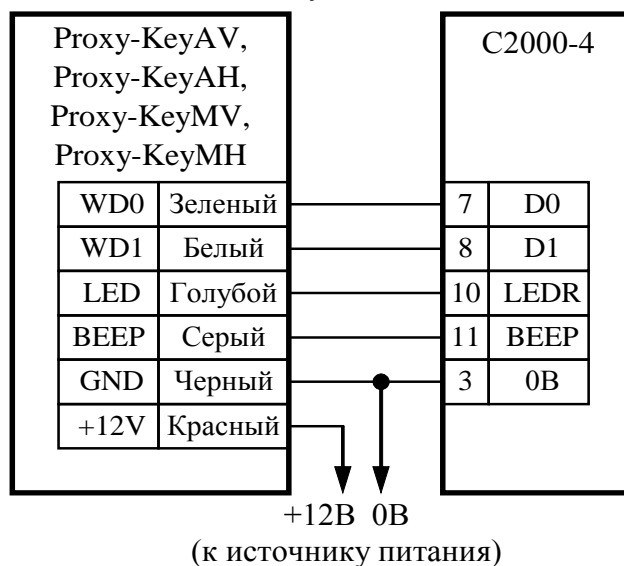 Proxy-KeyAV,
Proxy-KeyAH,
Proxy-KeyMV,
Proxy-KeyMH
C2000-4
WD0 Зеленый 7 D0
WD1 Белый 8 D1
LED Голубой 10 LEDR
BEEP Серый 11 BEEP
GND Черный 3 0В
+12V Красный
+12В 0В
(к источнику питания)